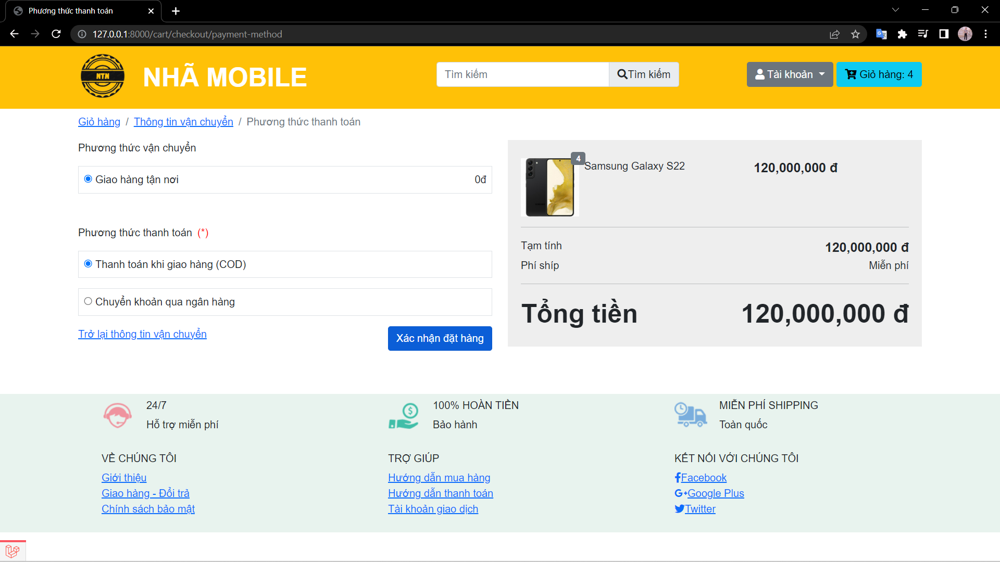 Phương thức thanh toán
127.0.0.1:8000/cart/checkout/payment-method
NTN
NHÃ MOBILE
Tìm kiếm
Tìm kiếm
Tài khoản
Giỏ hàng: 4
Giỏ hàng / Thông tin vận chuyển / Phương thức thanh toán
Phương thức vận chuyển
Giao hàng tận nơi 0đ
Phương thức thanh toán (*)
Thanh toán khi giao hàng (COD)
Chuyển khoản qua ngân hàng
Trở lại thông tin vận chuyển
Xác nhận đặt hàng
4
Samsung Galaxy S22 120,000,000 đ
Tạm tính 120,000,000 đ
Phí shíp Miễn phí
Tổng tiền 120,000,000 đ
24/7
Hỗ trợ miễn phí
100% HOÀN TIỀN
Bảo hành
MIỄN PHÍ SHIPPING
Toàn quốc
VỀ CHÚNG TÔI
Giới thiệu
Giao hàng - Đổi trả
Chính sách bảo mật
TRỢ GIÚP
Hướng dẫn mua hàng
Hướng dẫn thanh toán
Tài khoản giao dịch
KẾT NỐI VỚI CHÚNG TÔI
Facebook
Google Plus
Twitter